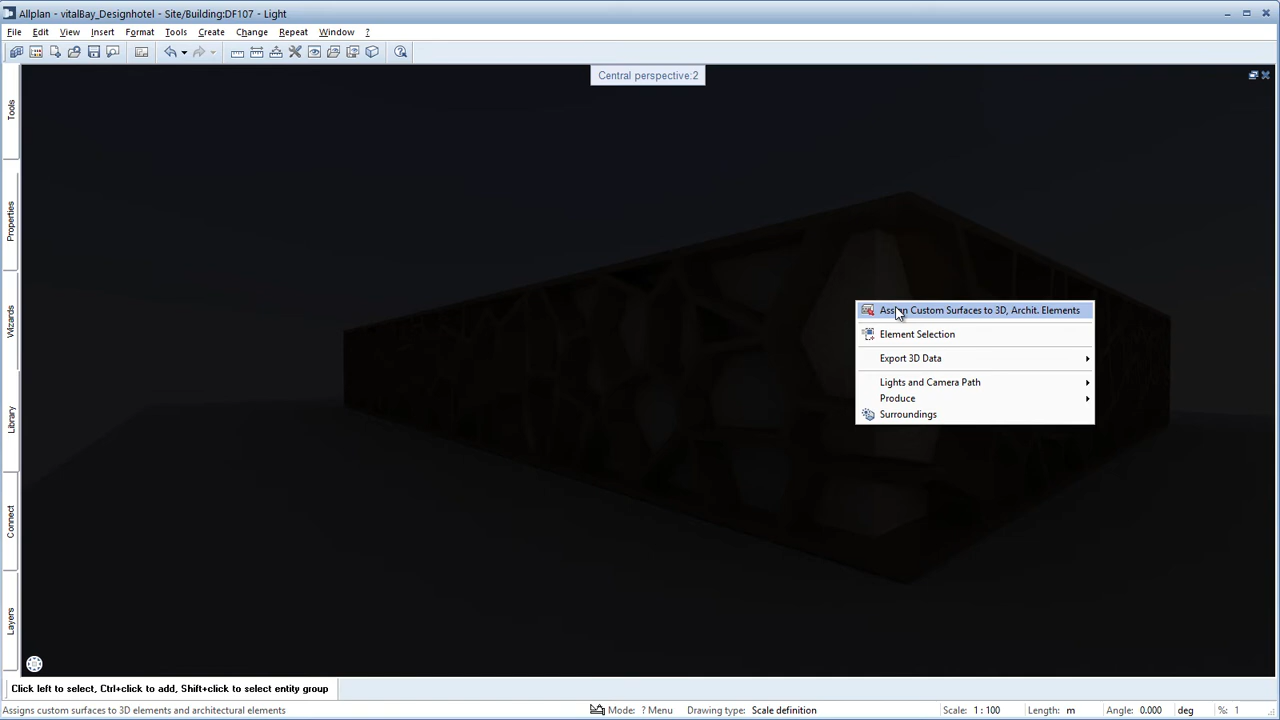 Allplan - vitalBay_Designhotel - Site/Building:DF107 - Light
File Edit View Insert Format Tools Create Change Repeat Window ?
Central perspective:2
Tools
Properties
Wizards
Library
Connect
Layers
Assign Custom Surfaces to 3D, Archit. Elements
Element Selection
Export 3D Data
Lights and Camera Path
Produce
Surroundings
Click left to select, Ctrl+click to add, Shift+click to select entity group
Assigns custom surfaces to 3D elements and architectural elements Mode: ? Menu Drawing type: Scale definition Scale: 1 : 100 Length: m Angle: 0.000 deg %: 1